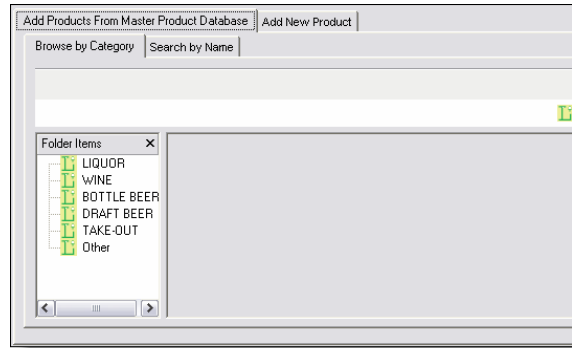 Add Products From Master Product Database Add New Product
Browse by Category Search by Name
Folder Items
LIQUOR
WINE
BOTTLE BEER
DRAFT BEER
TAKE-OUT
Other